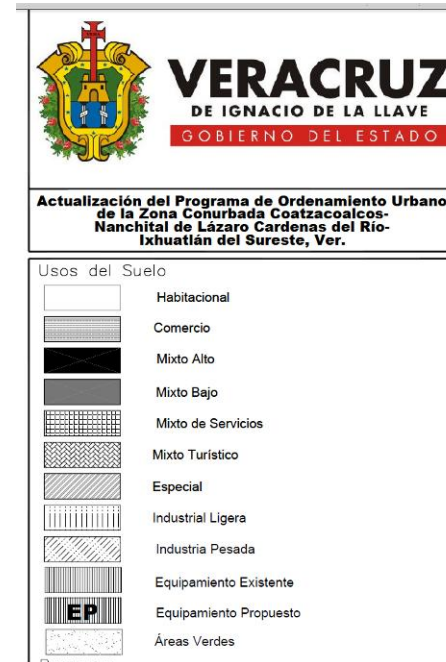 VERACRUZ
DE IGNACIO DE LA LLAVE
GOBIERNO DEL ESTADO
Actualización del Programa de Ordenamiento Urbano
de la Zona Conurbada Coatzacoalcos-
Nanchital de Lázaro Cardenas del Río-
Ixhuatlán del Sureste, Ver.
Usos del Suelo
Habitacional
Comercio
Mixto Alto
Mixto Bajo
Mixto de Servicios
Mixto Turístico
Especial
Industrial Ligera
Industria Pesada
Equipamiento Existente
EP Equipamiento Propuesto
Áreas Verdes